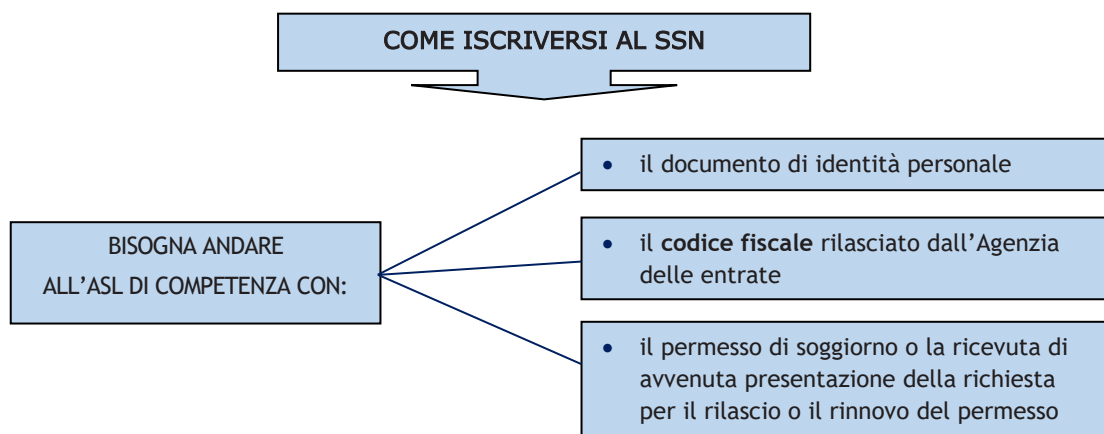 COME ISCRIVERSI AL SSN
BISOGNA ANDARE
ALL’ASL DI COMPETENZA CON:
• il documento di identità personale
• il codice fiscale rilasciato dall’Agenzia
delle entrate
• il permesso di soggiorno o la ricevuta di
avvenuta presentazione della richiesta
per il rilascio o il rinnovo del permesso